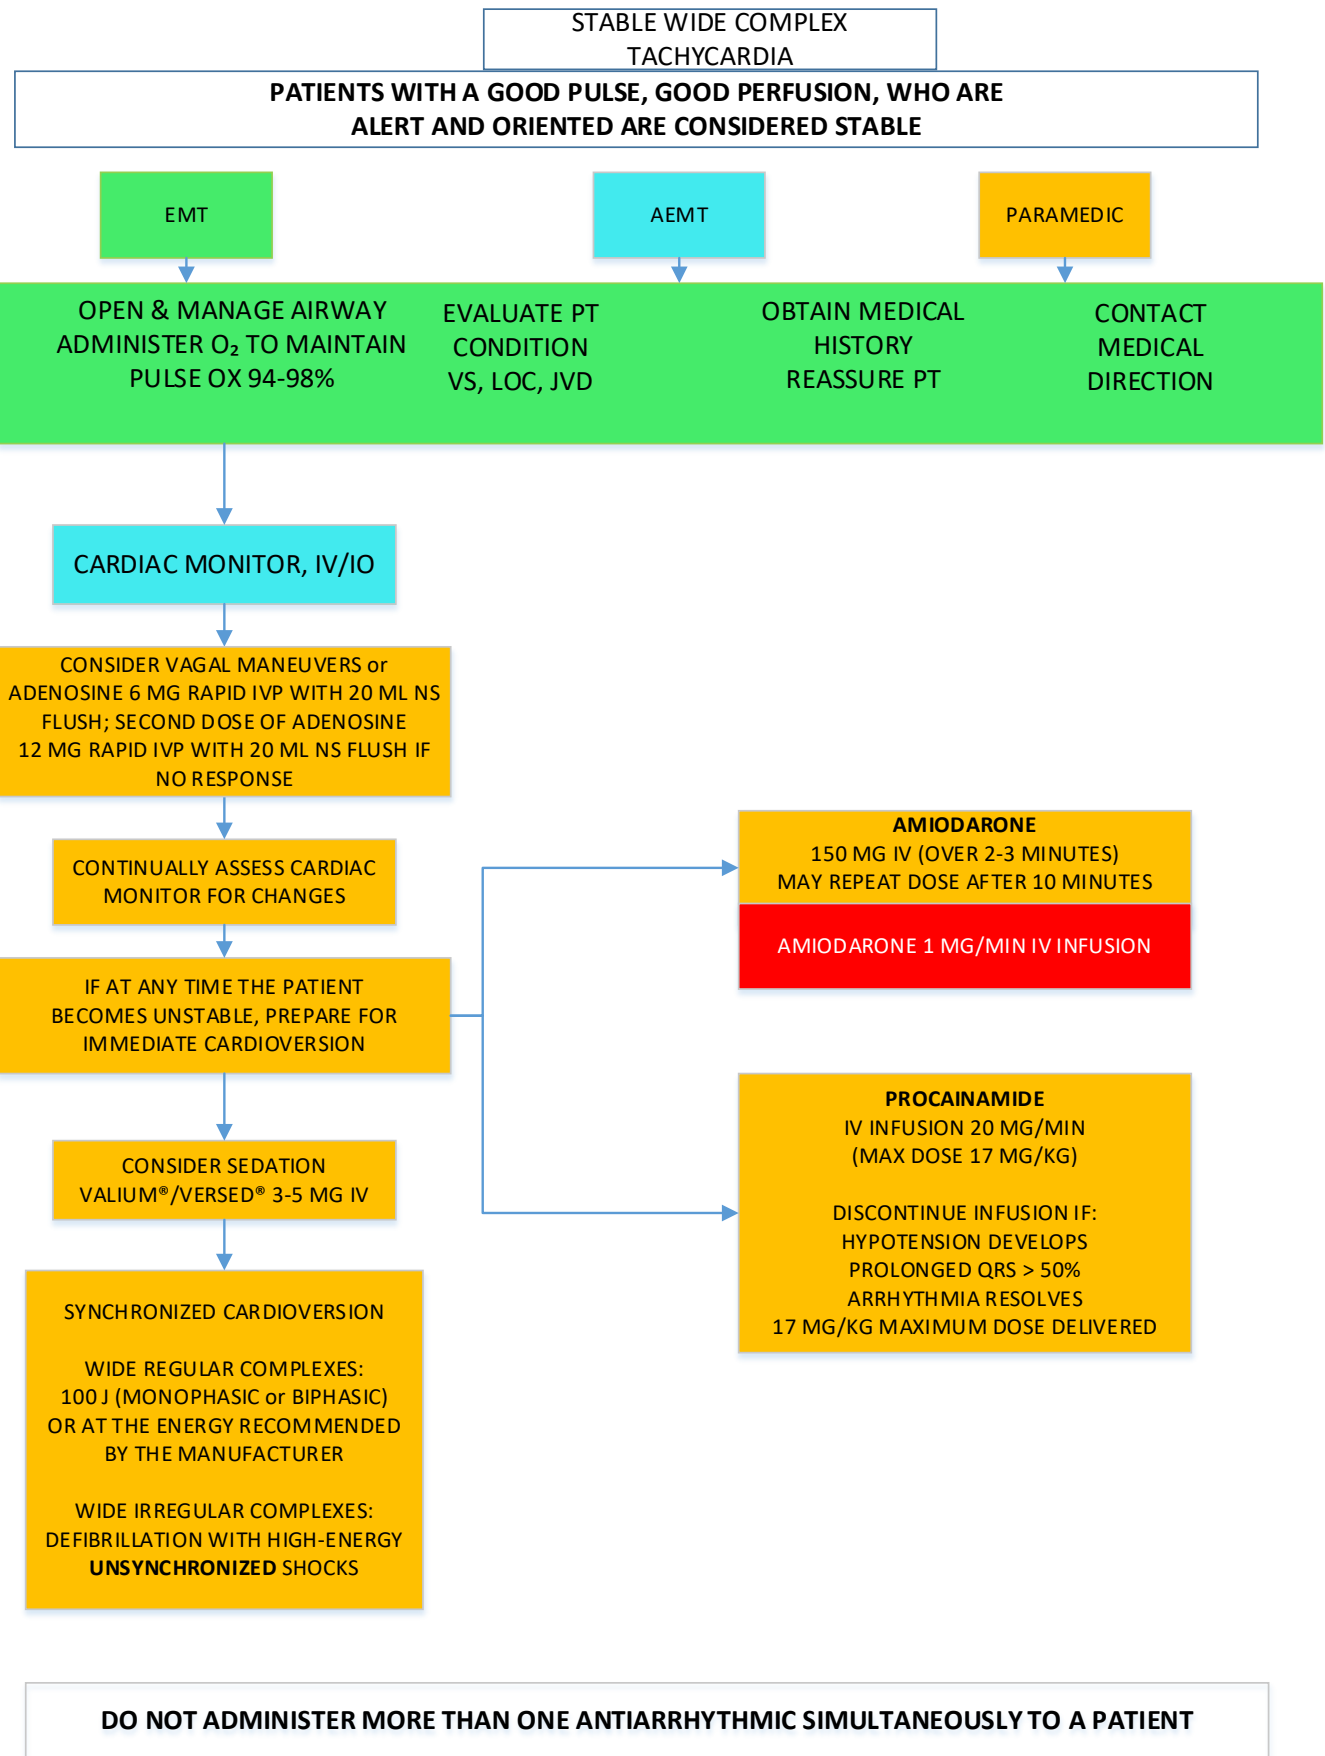 STABLE WIDE COMPLEX
TACHYCARDIA
PATIENTS WITH A GOOD PULSE, GOOD PERFUSION, WHO ARE
ALERT AND ORIENTED ARE CONSIDERED STABLE
EMT
AEMT
PARAMEDIC
OPEN & MANAGE AIRWAY
ADMINISTER O₂ TO MAINTAIN
PULSE OX 94-98%
EVALUATE PT
CONDITION
VS, LOC, JVD
OBTAIN MEDICAL
HISTORY
REASSURE PT
CONTACT
MEDICAL
DIRECTION
CARDIAC MONITOR, IV/IO
CONSIDER VAGAL MANEUVERS or
ADENOSINE 6 MG RAPID IVP WITH 20 ML NS
FLUSH; SECOND DOSE OF ADENOSINE
12 MG RAPID IVP WITH 20 ML NS FLUSH IF
NO RESPONSE
CONTINUALLY ASSESS CARDIAC
MONITOR FOR CHANGES
IF AT ANY TIME THE PATIENT
BECOMES UNSTABLE, PREPARE FOR
IMMEDIATE CARDIOVERSION
AMIODARONE
150 MG IV (OVER 2-3 MINUTES)
MAY REPEAT DOSE AFTER 10 MINUTES
AMIODARONE 1 MG/MIN IV INFUSION
PROCAINAMIDE
IV INFUSION 20 MG/MIN
(MAX DOSE 17 MG/KG)
DISCONTINUE INFUSION IF:
HYPOTENSION DEVELOPS
PROLONGED QRS > 50%
ARRHYTHMIA RESOLVES
17 MG/KG MAXIMUM DOSE DELIVERED
CONSIDER SEDATION
VALIUM®/VERSED® 3-5 MG IV
SYNCHRONIZED CARDIOVERSION
WIDE REGULAR COMPLEXES:
100 J (MONOPHASIC or BIPHASIC)
OR AT THE ENERGY RECOMMENDED
BY THE MANUFACTURER
WIDE IRREGULAR COMPLEXES:
DEFIBRILLATION WITH HIGH-ENERGY
UNSYNCHRONIZED SHOCKS
DO NOT ADMINISTER MORE THAN ONE ANTIARRHYTHMIC SIMULTANEOUSLY TO A PATIENT